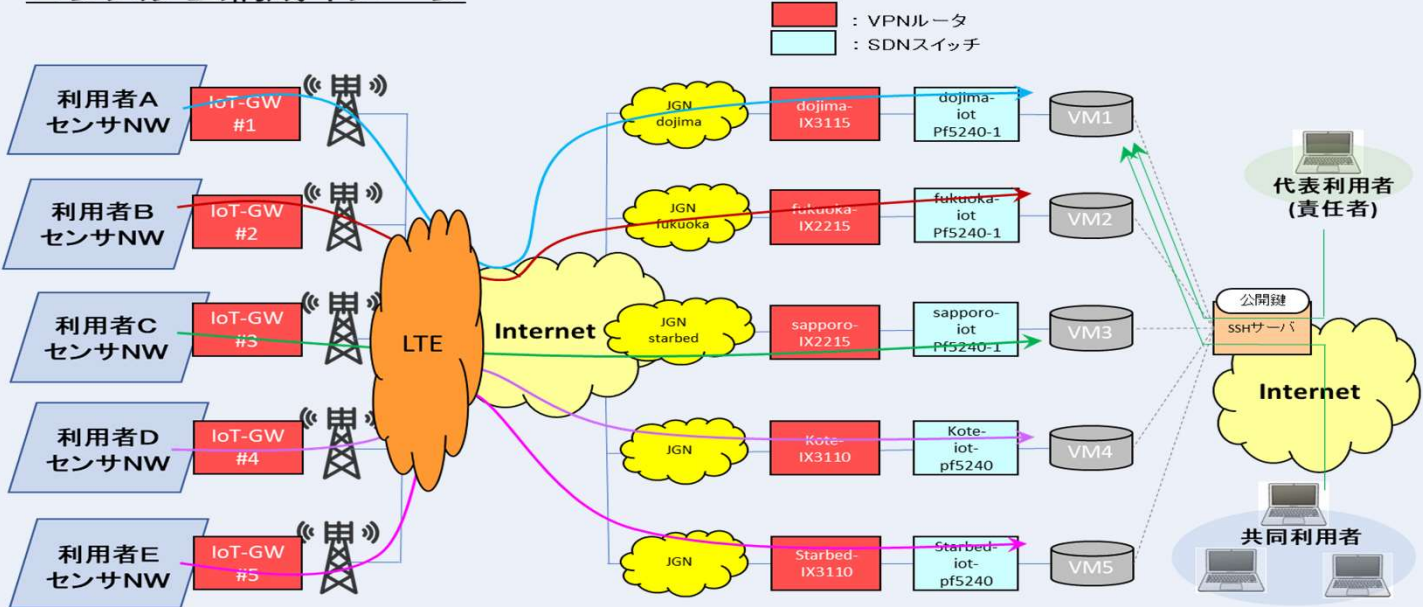 : VPNルータ
: SDNスイッチ
利用者A
センサNW
IoT-GW
#1
JGN
dojima
dojima-
IX3115
dojima-
iot
Pf5240-1
VM1
代表利用者
(責任者)
利用者B
センサNW
IoT-GW
#2
JGN
fukuoka
fukuoka-
IX2215
fukuoka-
iot
Pf5240-1
VM2
利用者C
センサNW
IoT-GW
#3
LTE
Internet
JGN
starbed
sapporo-
IX2215
sapporo-
iot
Pf5240-1
VM3
公開鍵
SSHサーバ
Internet
利用者D
センサNW
IoT-GW
#4
JGN
Kote-
IX3110
Kote-
iot-
pf5240
VM4
利用者E
センサNW
IoT-GW
#5
JGN
Starbed-
IX3110
Starbed-
iot-
pf5240
VM5
共同利用者